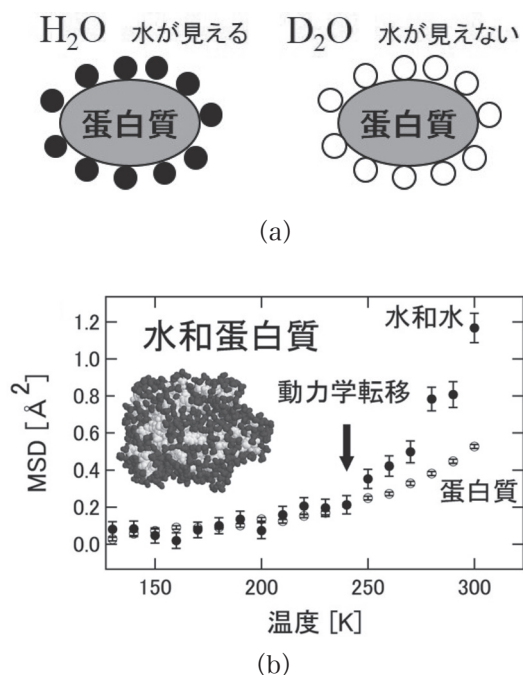 H₂O 水が見える
D₂O 水が見えない
蛋白質
蛋白質
(a)
水和蛋白質
水和水
動力学転移
蛋白質
MSD [Å²]
1.2
1.0
0.8
0.6
0.4
0.2
0.0
150
200
250
300
温度 [K]
(b)